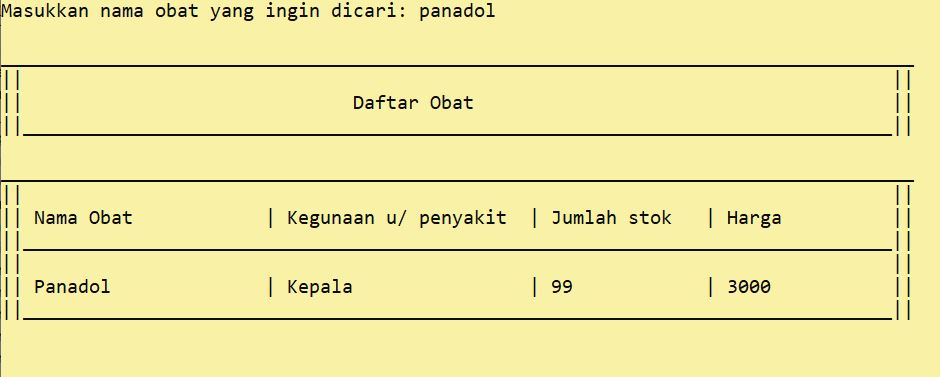 Masukkan nama obat yang ingin dicari: panadol
Daftar Obat
|| Nama Obat | Kegunaan u/ penyakit | Jumlah stok | Harga ||
|| Panadol | Kepala | 99 | 3000 ||